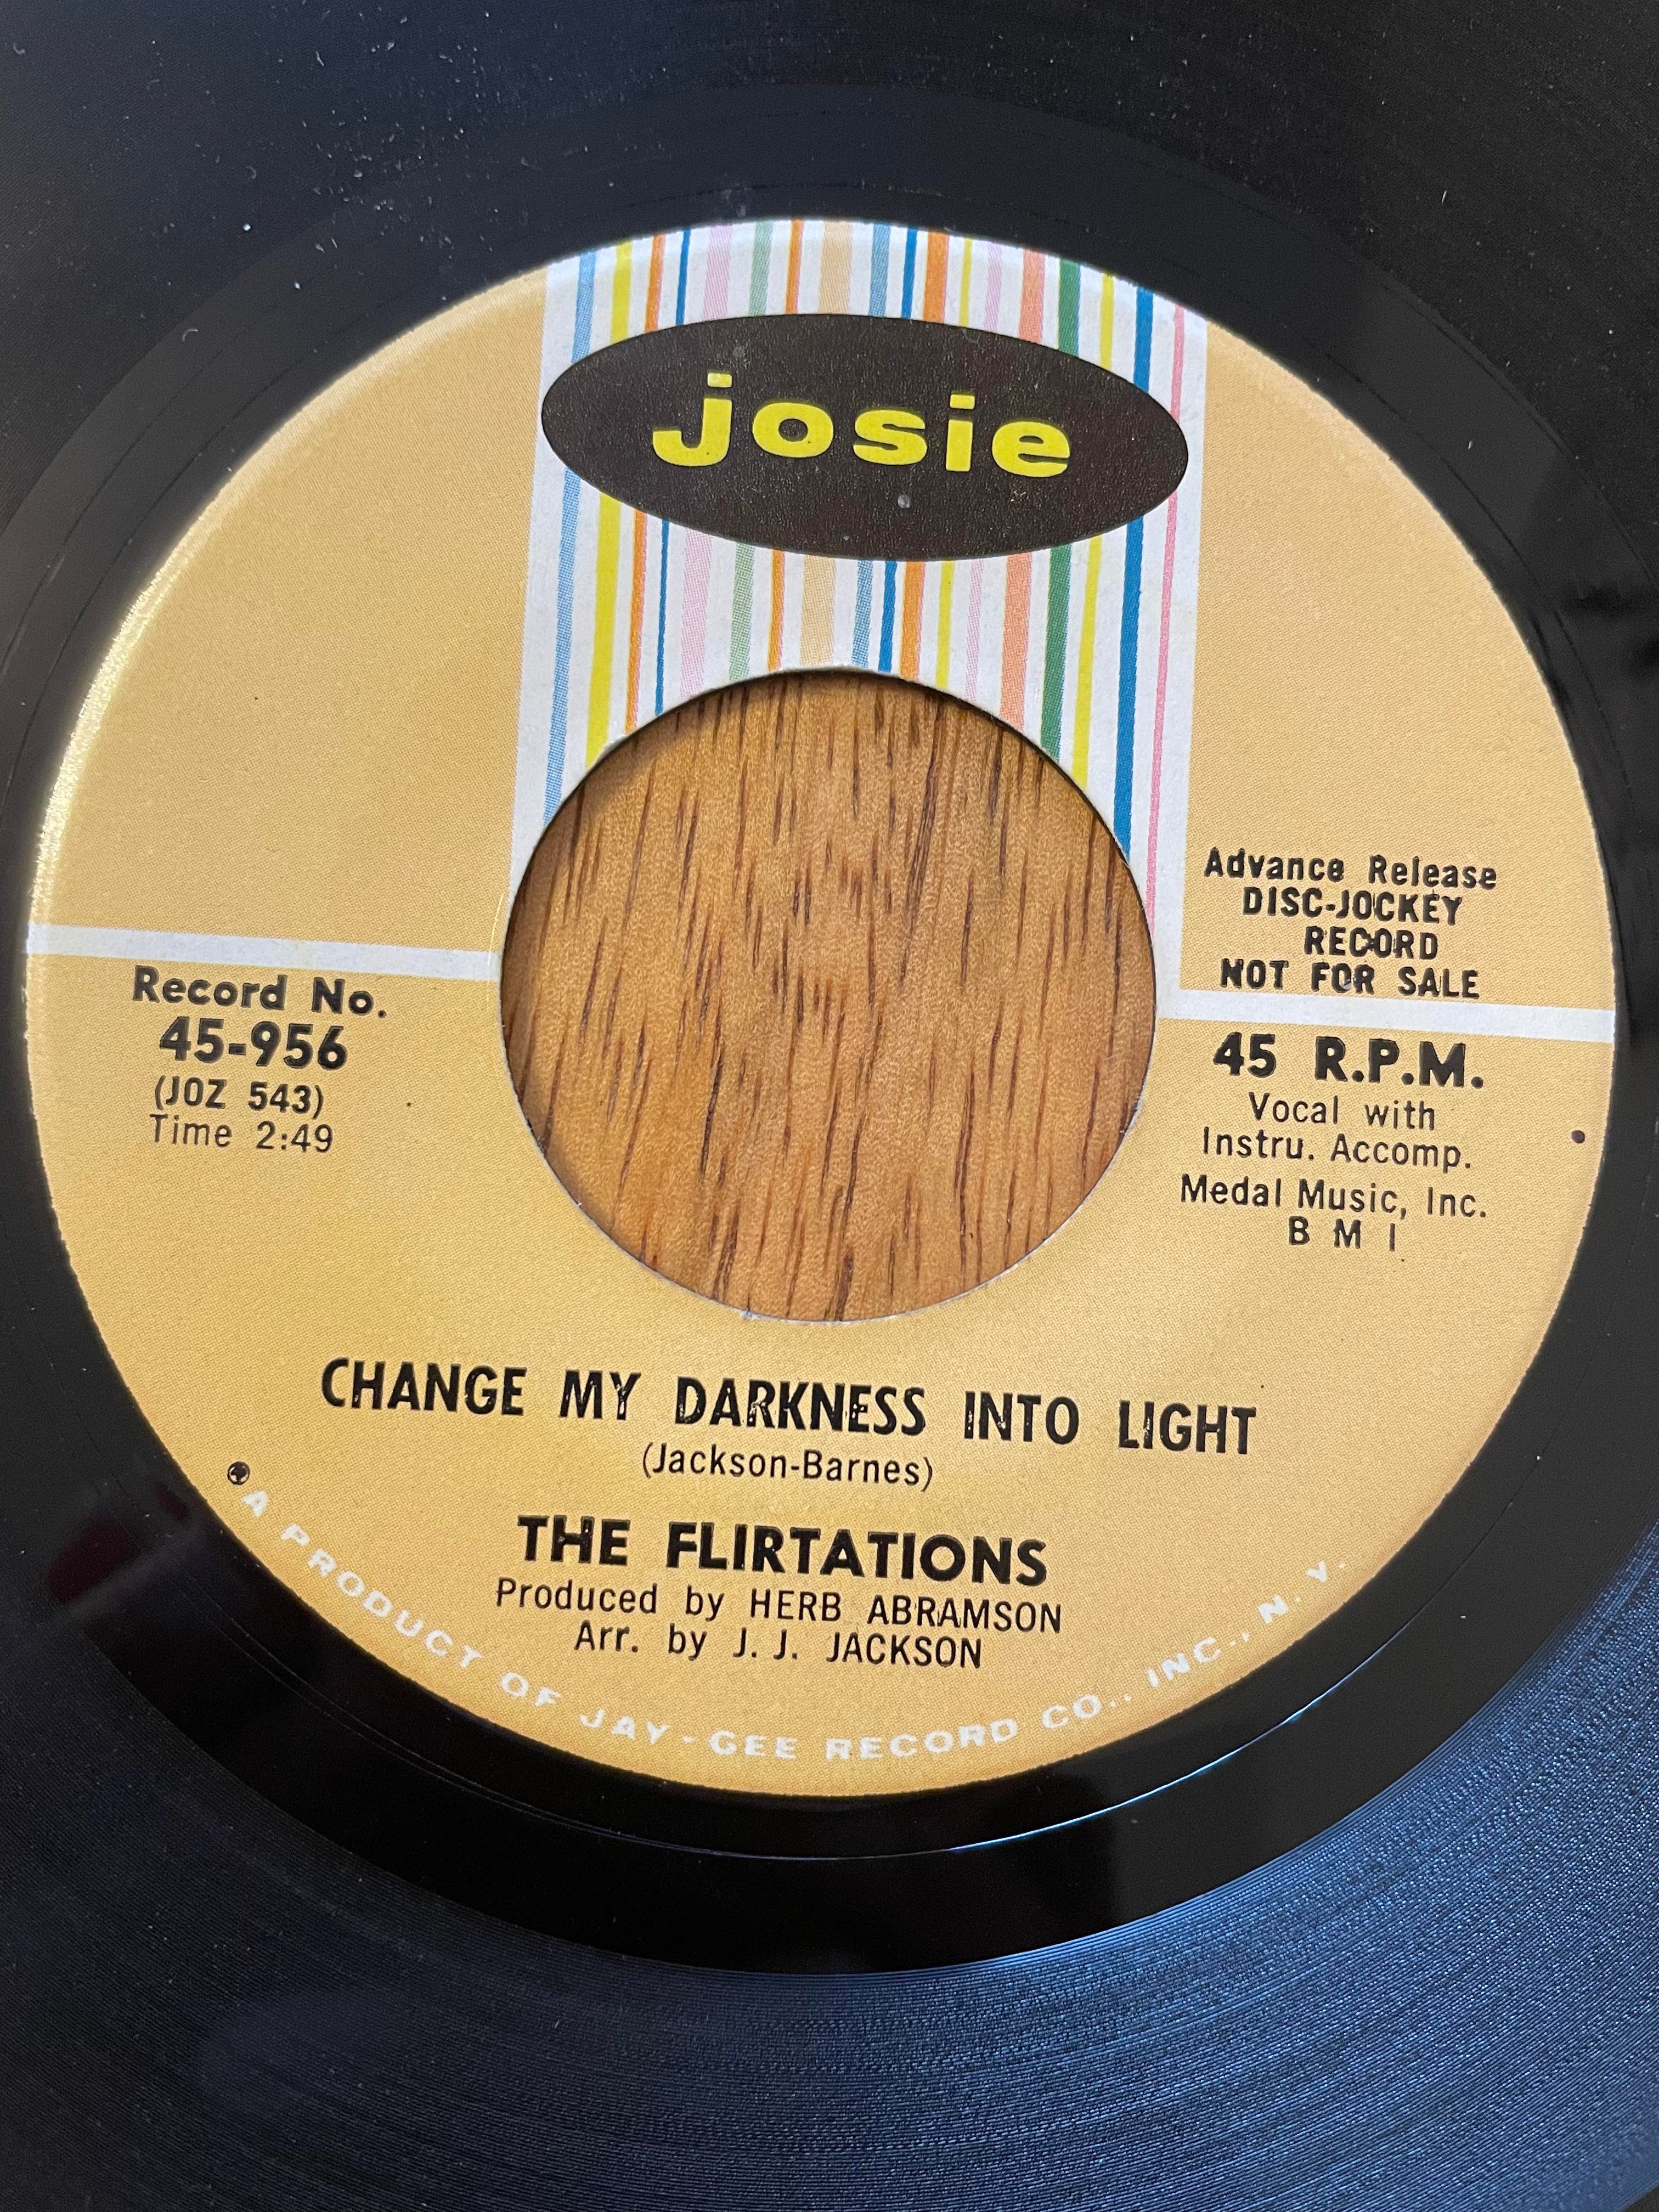 josie
Advance Release
DISC-JOCKEY
RECORD
NOT FOR SALE
Record No.
45-956
(JOZ 543)
Time 2:49
45 R.P.M.
Vocal with
Instru. Accomp.
Medal Music, Inc.
B M I
CHANGE MY DARKNESS INTO LIGHT
(Jackson-Barnes)
THE FLIRTATIONS
Produced by HERB ABRAMSON
Arr. by J. J. JACKSON
A PRODUCT OF JAY-GEE RECORD CO., INC., N. Y.